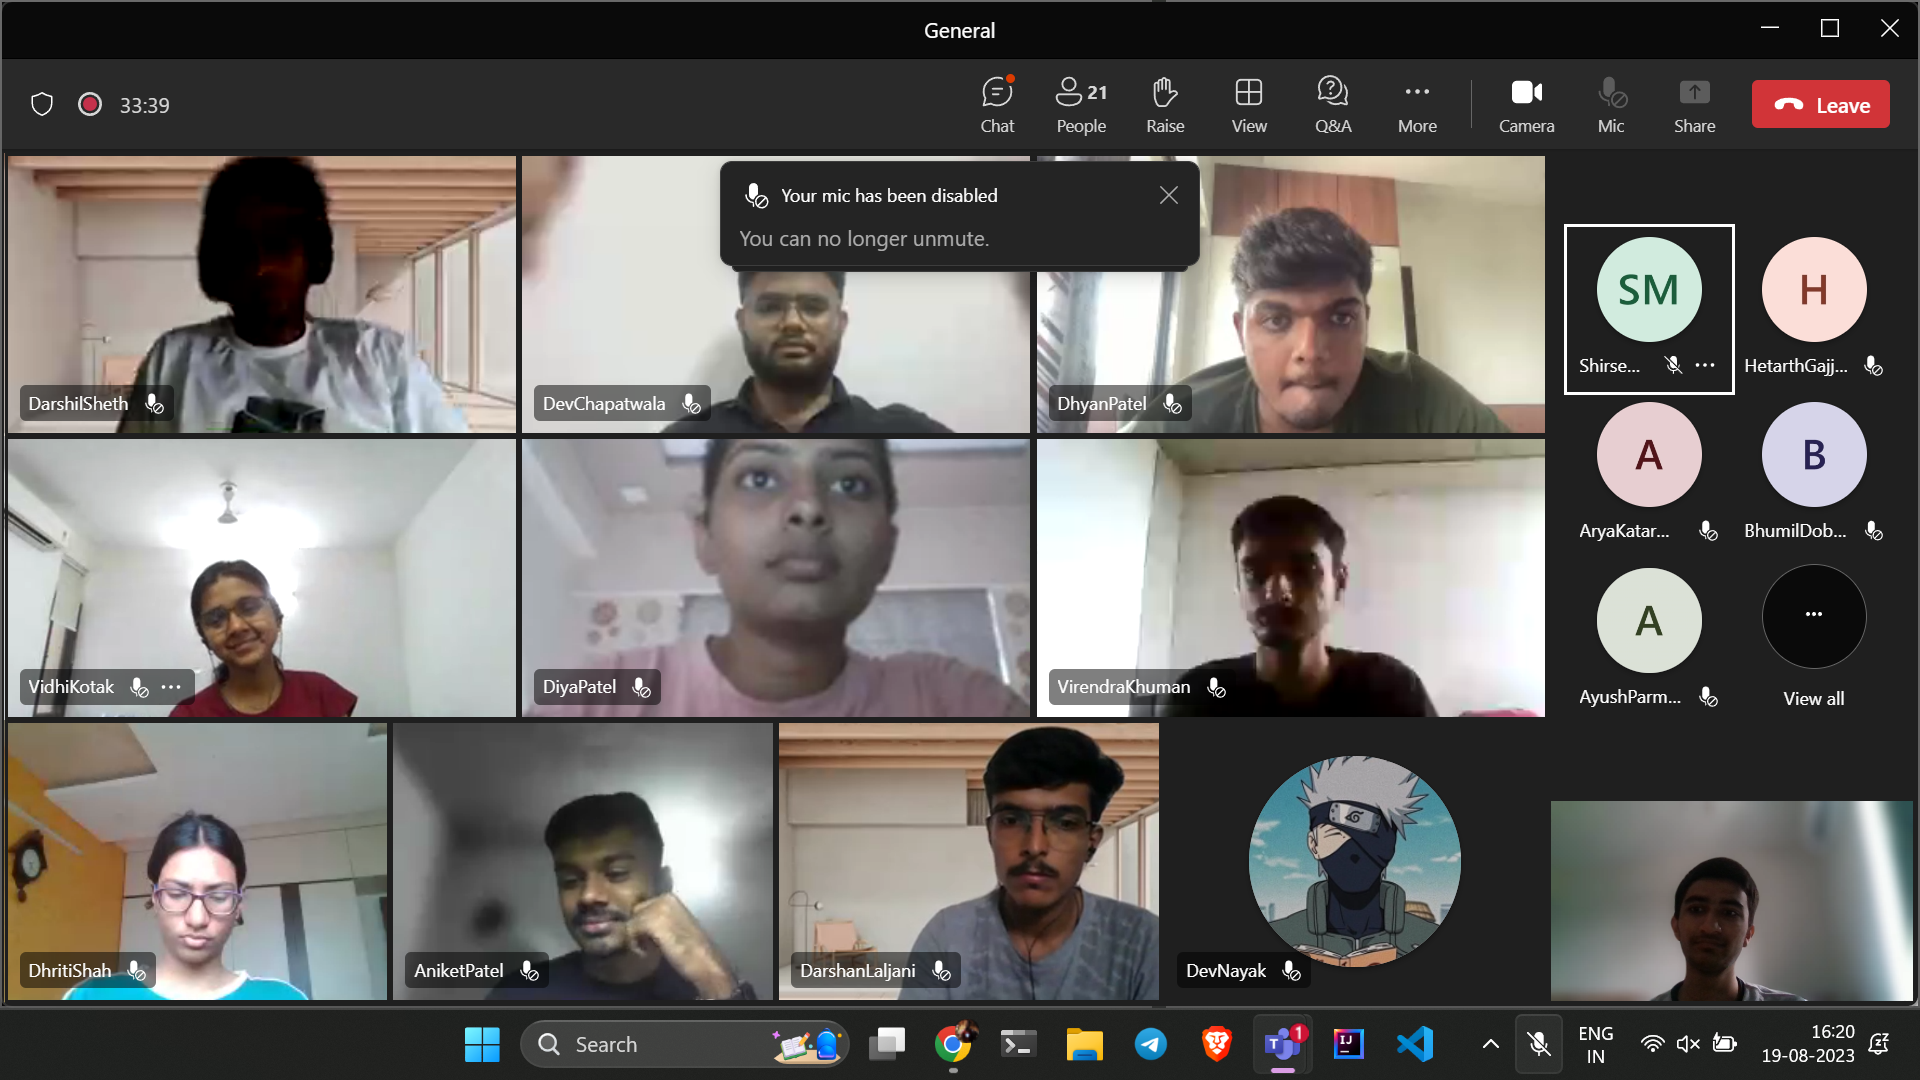 General
33:39
21
Chat
People
Raise
View
Q&A
More
Camera
Mic
Share
Leave
Your mic has been disabled
You can no longer unmute.
DarshilSheth
DevChapatwala
DhyanPatel
SM
Shirse...
H
HetarthGajj...
A
AryaKatar...
B
BhumilDob...
A
AyushParm...
...
View all
VidhiKotak
DiyaPatel
VirendraKhuman
DhritiShah
AniketPatel
DarshanLaljani
DevNayak
Search
T
1
IJ
ENG
IN
16:20
19-08-2023